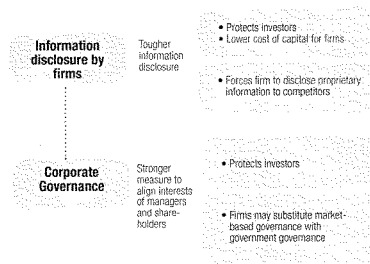 Information
disclosure by
firms
Tougher
information
disclosure
• Protects investors
• Lower cost of capital for firms
• Forces firm to disclose proprietary
information to competitors
Corporate
Governance
Stronger
measure to
align interests
of managers
and share-
holders
• Protects investors
• Firms may substitute market-
based governance with
government governance